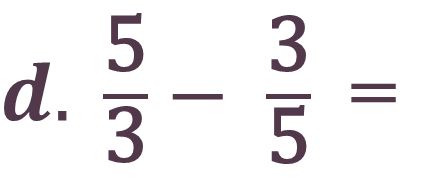 d. 5/3 − 3/5 =